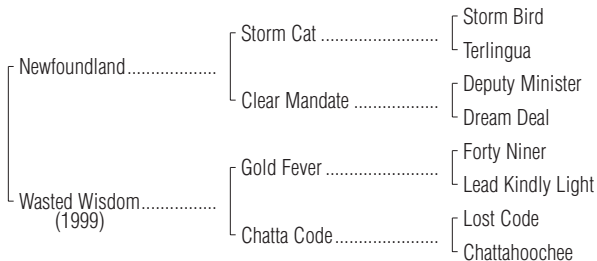 Storm Bird
Storm Cat ......................
Terlingua
Newfoundland..................
Deputy Minister
Clear Mandate ................
Dream Deal
Forty Niner
Gold Fever ......................
Lead Kindly Light
Wasted Wisdom...............
(1999)
Lost Code
Chatta Code....................
Chattahoochee